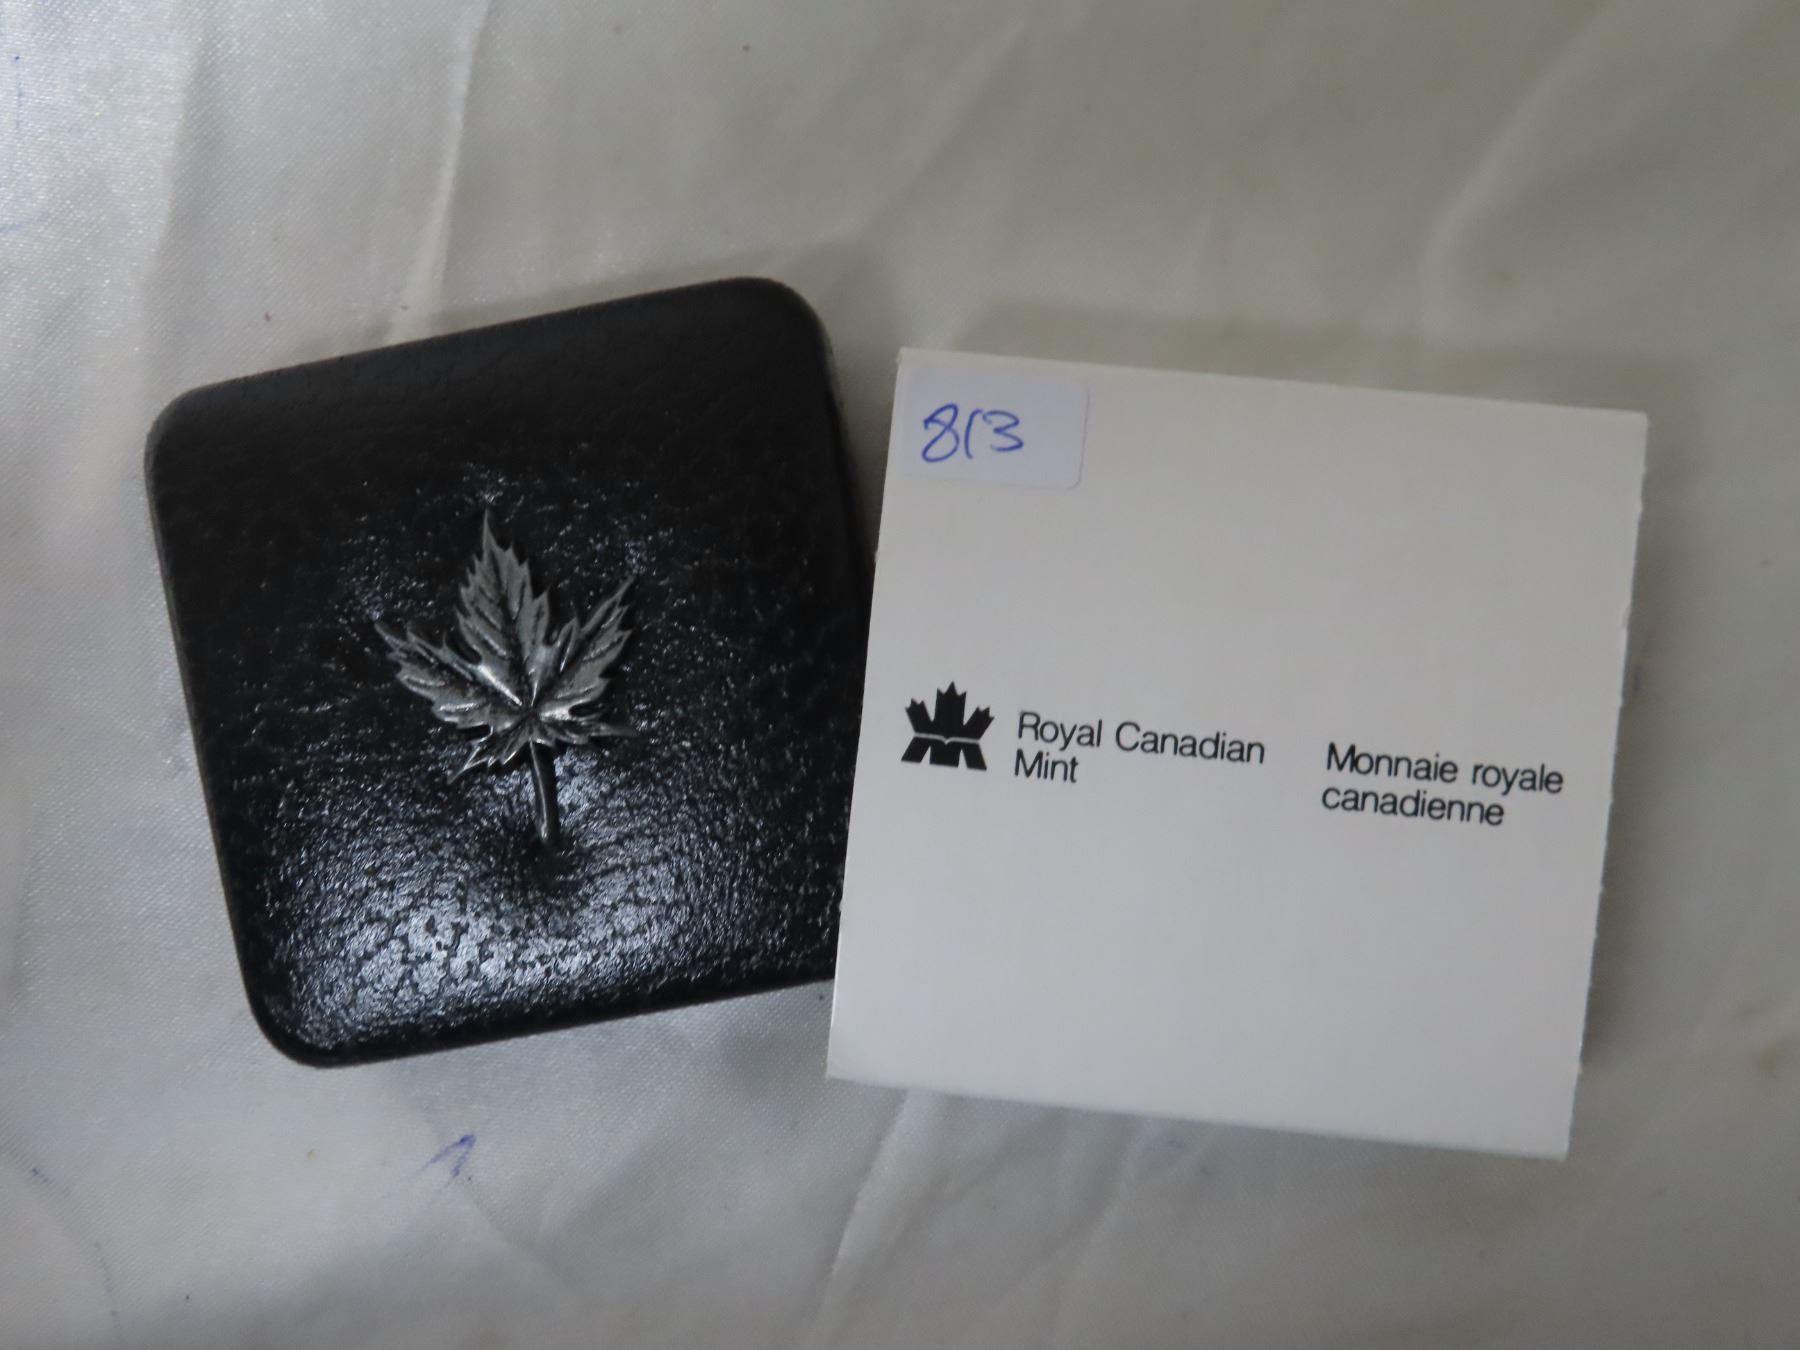 813
Royal Canadian
Mint
Monnaie royale
canadienne